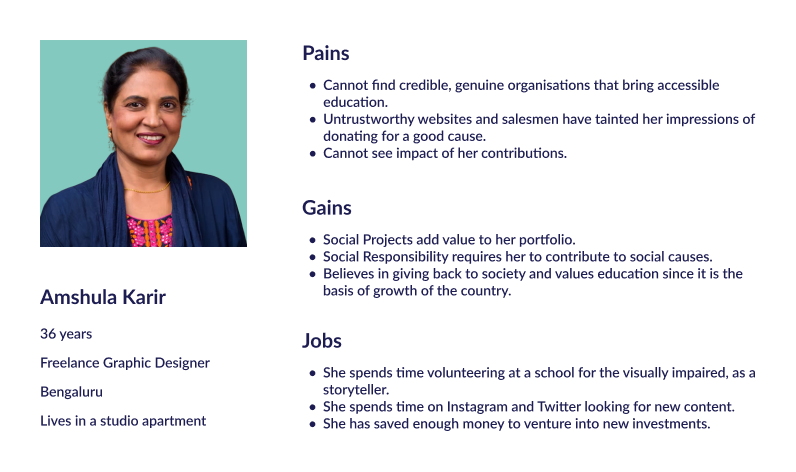 Amshula Karir
36 years
Freelance Graphic Designer
Bengaluru
Lives in a studio apartment
Pains
• Cannot find credible, genuine organisations that bring accessible
education.
• Untrustworthy websites and salesmen have tainted her impressions of
donating for a good cause.
• Cannot see impact of her contributions.
Gains
• Social Projects add value to her portfolio.
• Social Responsibility requires her to contribute to social causes.
• Believes in giving back to society and values education since it is the
basis of growth of the country.
Jobs
• She spends time volunteering at a school for the visually impaired, as a
storyteller.
• She spends time on Instagram and Twitter looking for new content.
• She has saved enough money to venture into new investments.